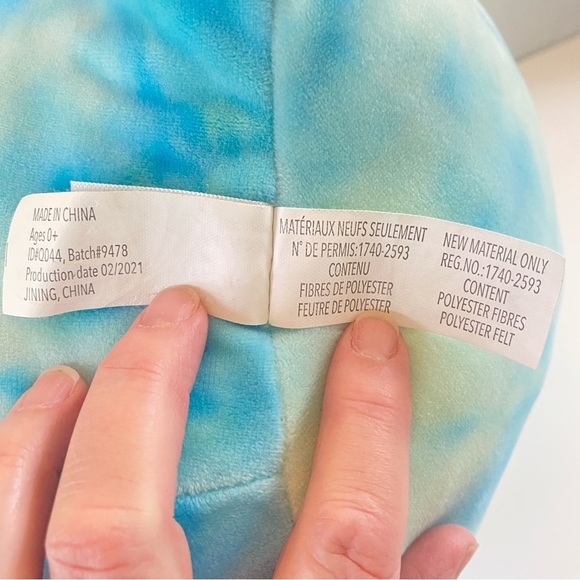 MADE IN CHINA
Ages 0+
ID#Q044, Batch#9478
Production date 02/2021
JINING, CHINA
MATÉRIAUX NEUFS SEULEMENT
N° DE PERMIS:1740-2593
CONTENU
FIBRES DE POLYESTER
FEUTRE DE POLYESTER
NEW MATERIAL ONLY
REG.NO.:1740-2593
CONTENT
POLYESTER FIBRES
POLYESTER FELT